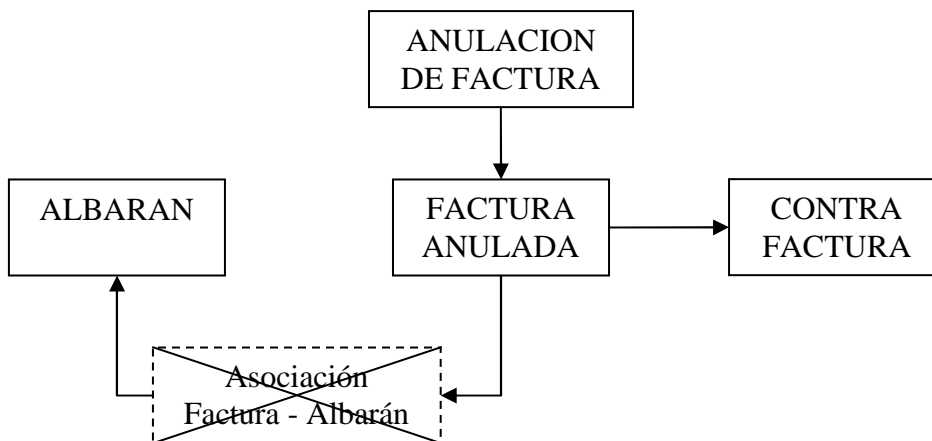 ANULACION
DE FACTURA
ALBARAN
FACTURA
ANULADA
CONTRA
FACTURA
Asociación
Factura - Albarán